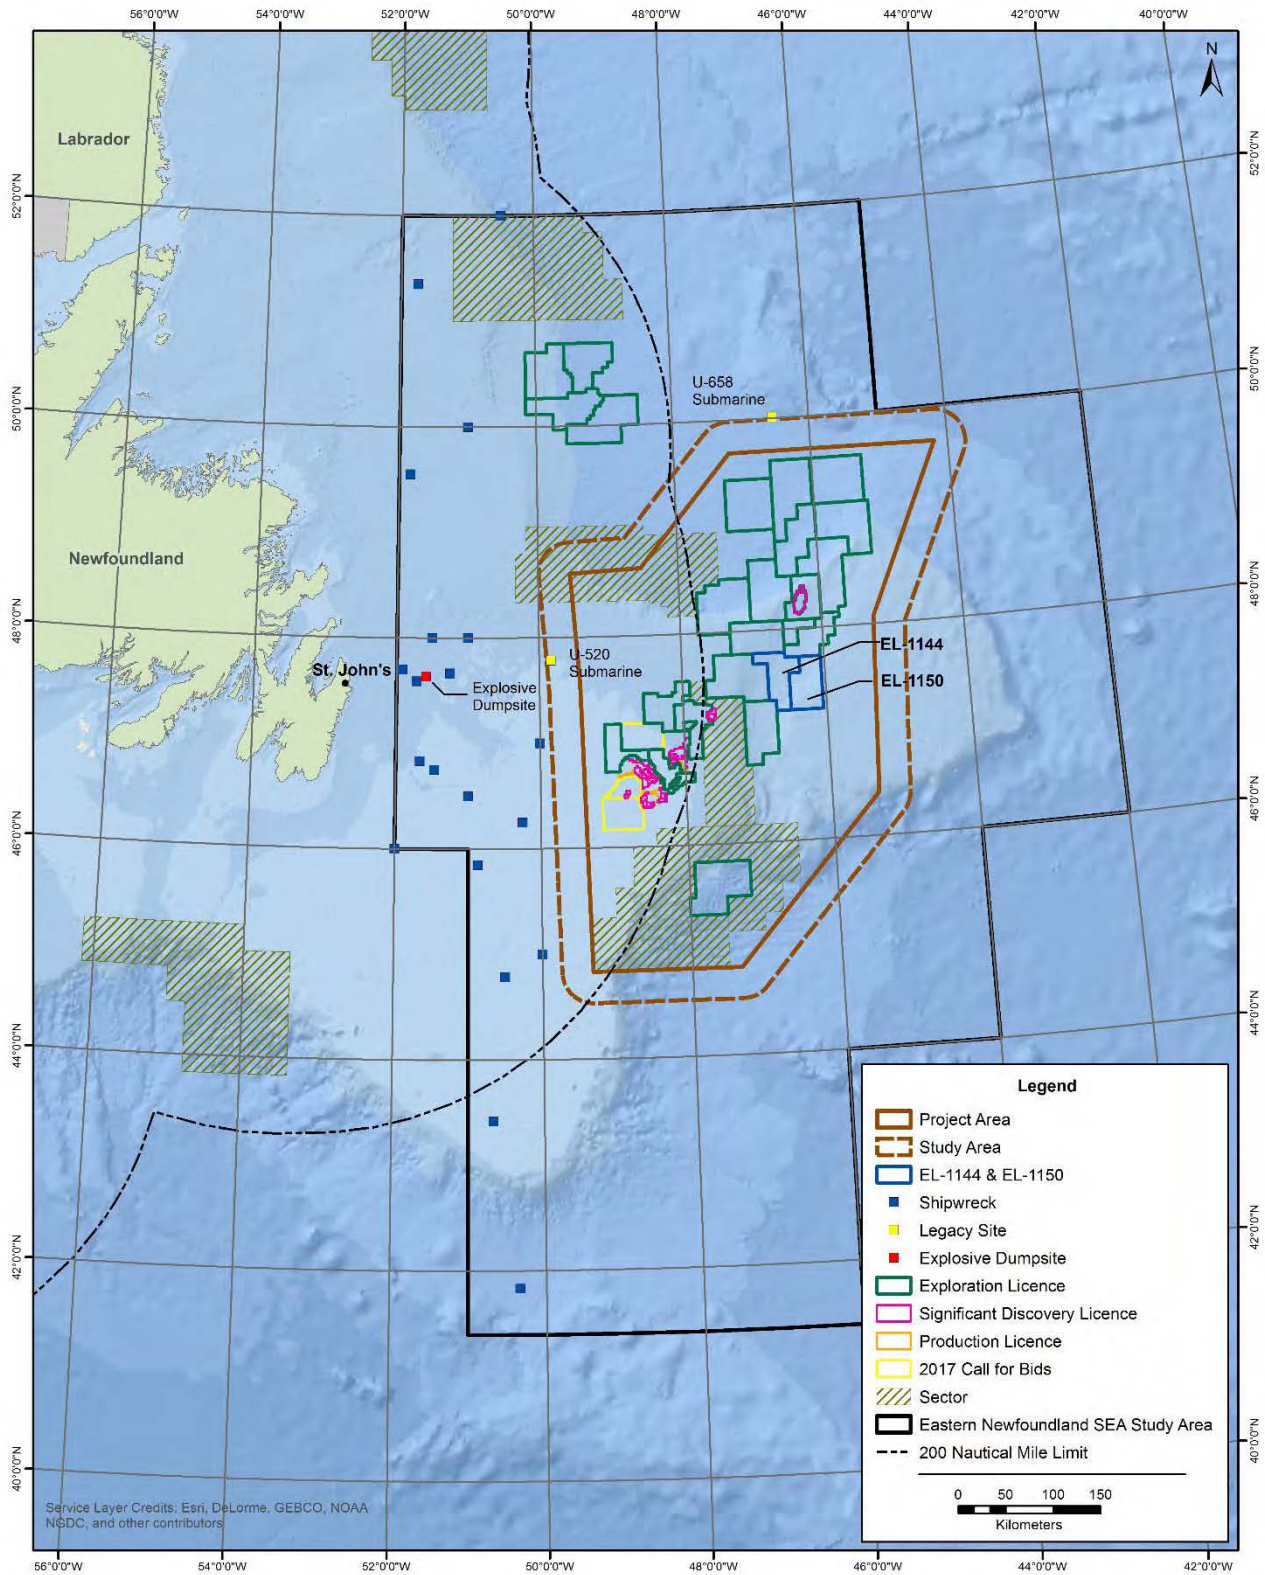 56°0'0"W 54°0'0"W 52°0'0"W 50°0'0"W 48°0'0"W 46°0'0"W 44°0'0"W 42°0'0"W 40°0'0"W
N
Labrador
52°0'0"N
52°0'0"N
50°0'0"N
50°0'0"N
U-658
Submarine
Newfoundland
48°0'0"N
48°0'0"N
EL-1144
U-520
Submarine
St. John's
EL-1150
Explosive
Dumpsite
46°0'0"N
46°0'0"N
44°0'0"N
44°0'0"N
42°0'0"N
42°0'0"N
40°0'0"N
40°0'0"N
Legend
Project Area
Study Area
EL-1144 & EL-1150
Shipwreck
Legacy Site
Explosive Dumpsite
Exploration Licence
Significant Discovery Licence
Production Licence
2017 Call for Bids
Sector
Eastern Newfoundland SEA Study Area
200 Nautical Mile Limit
0 50 100 150
Kilometers
Service Layer Credits: Esri, DeLorme, GEBCO, NOAA
NGDC, and other contributors
56°0'0"W 54°0'0"W 52°0'0"W 50°0'0"W 48°0'0"W 46°0'0"W 44°0'0"W 42°0'0"W